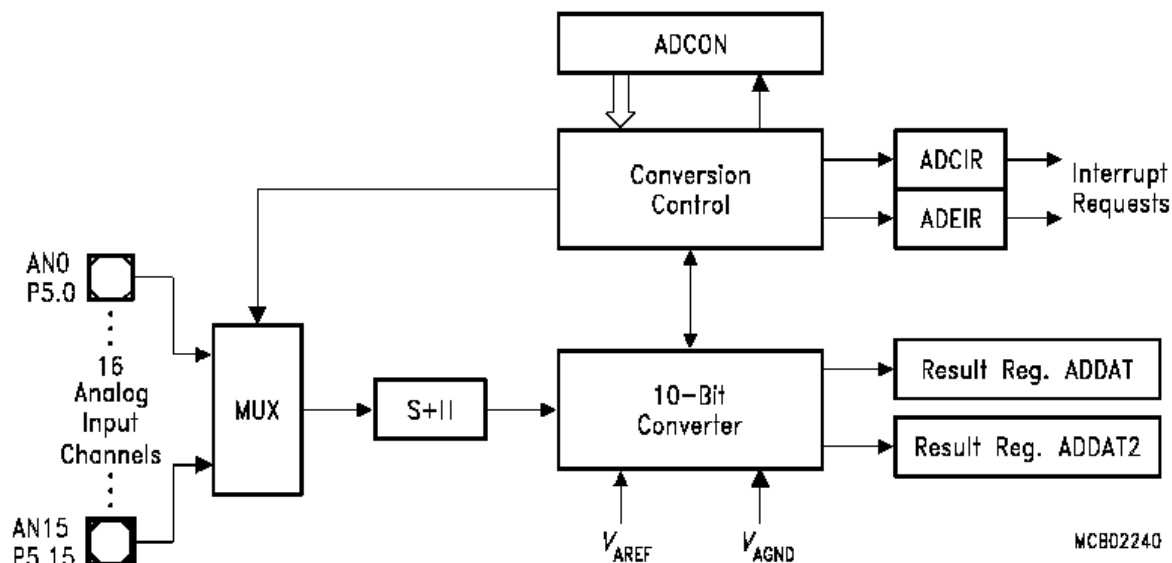 ADCON
Conversion
Control
ADCIR
ADEIR
Interrupt
Requests
AN0
P5.0
16
Analog
Input
Channels
AN15
P5.15
MUX
S+II
10-Bit
Converter
Result Reg. ADDAT
Result Reg. ADDAT2
VAREF
VAGND
MCB02240